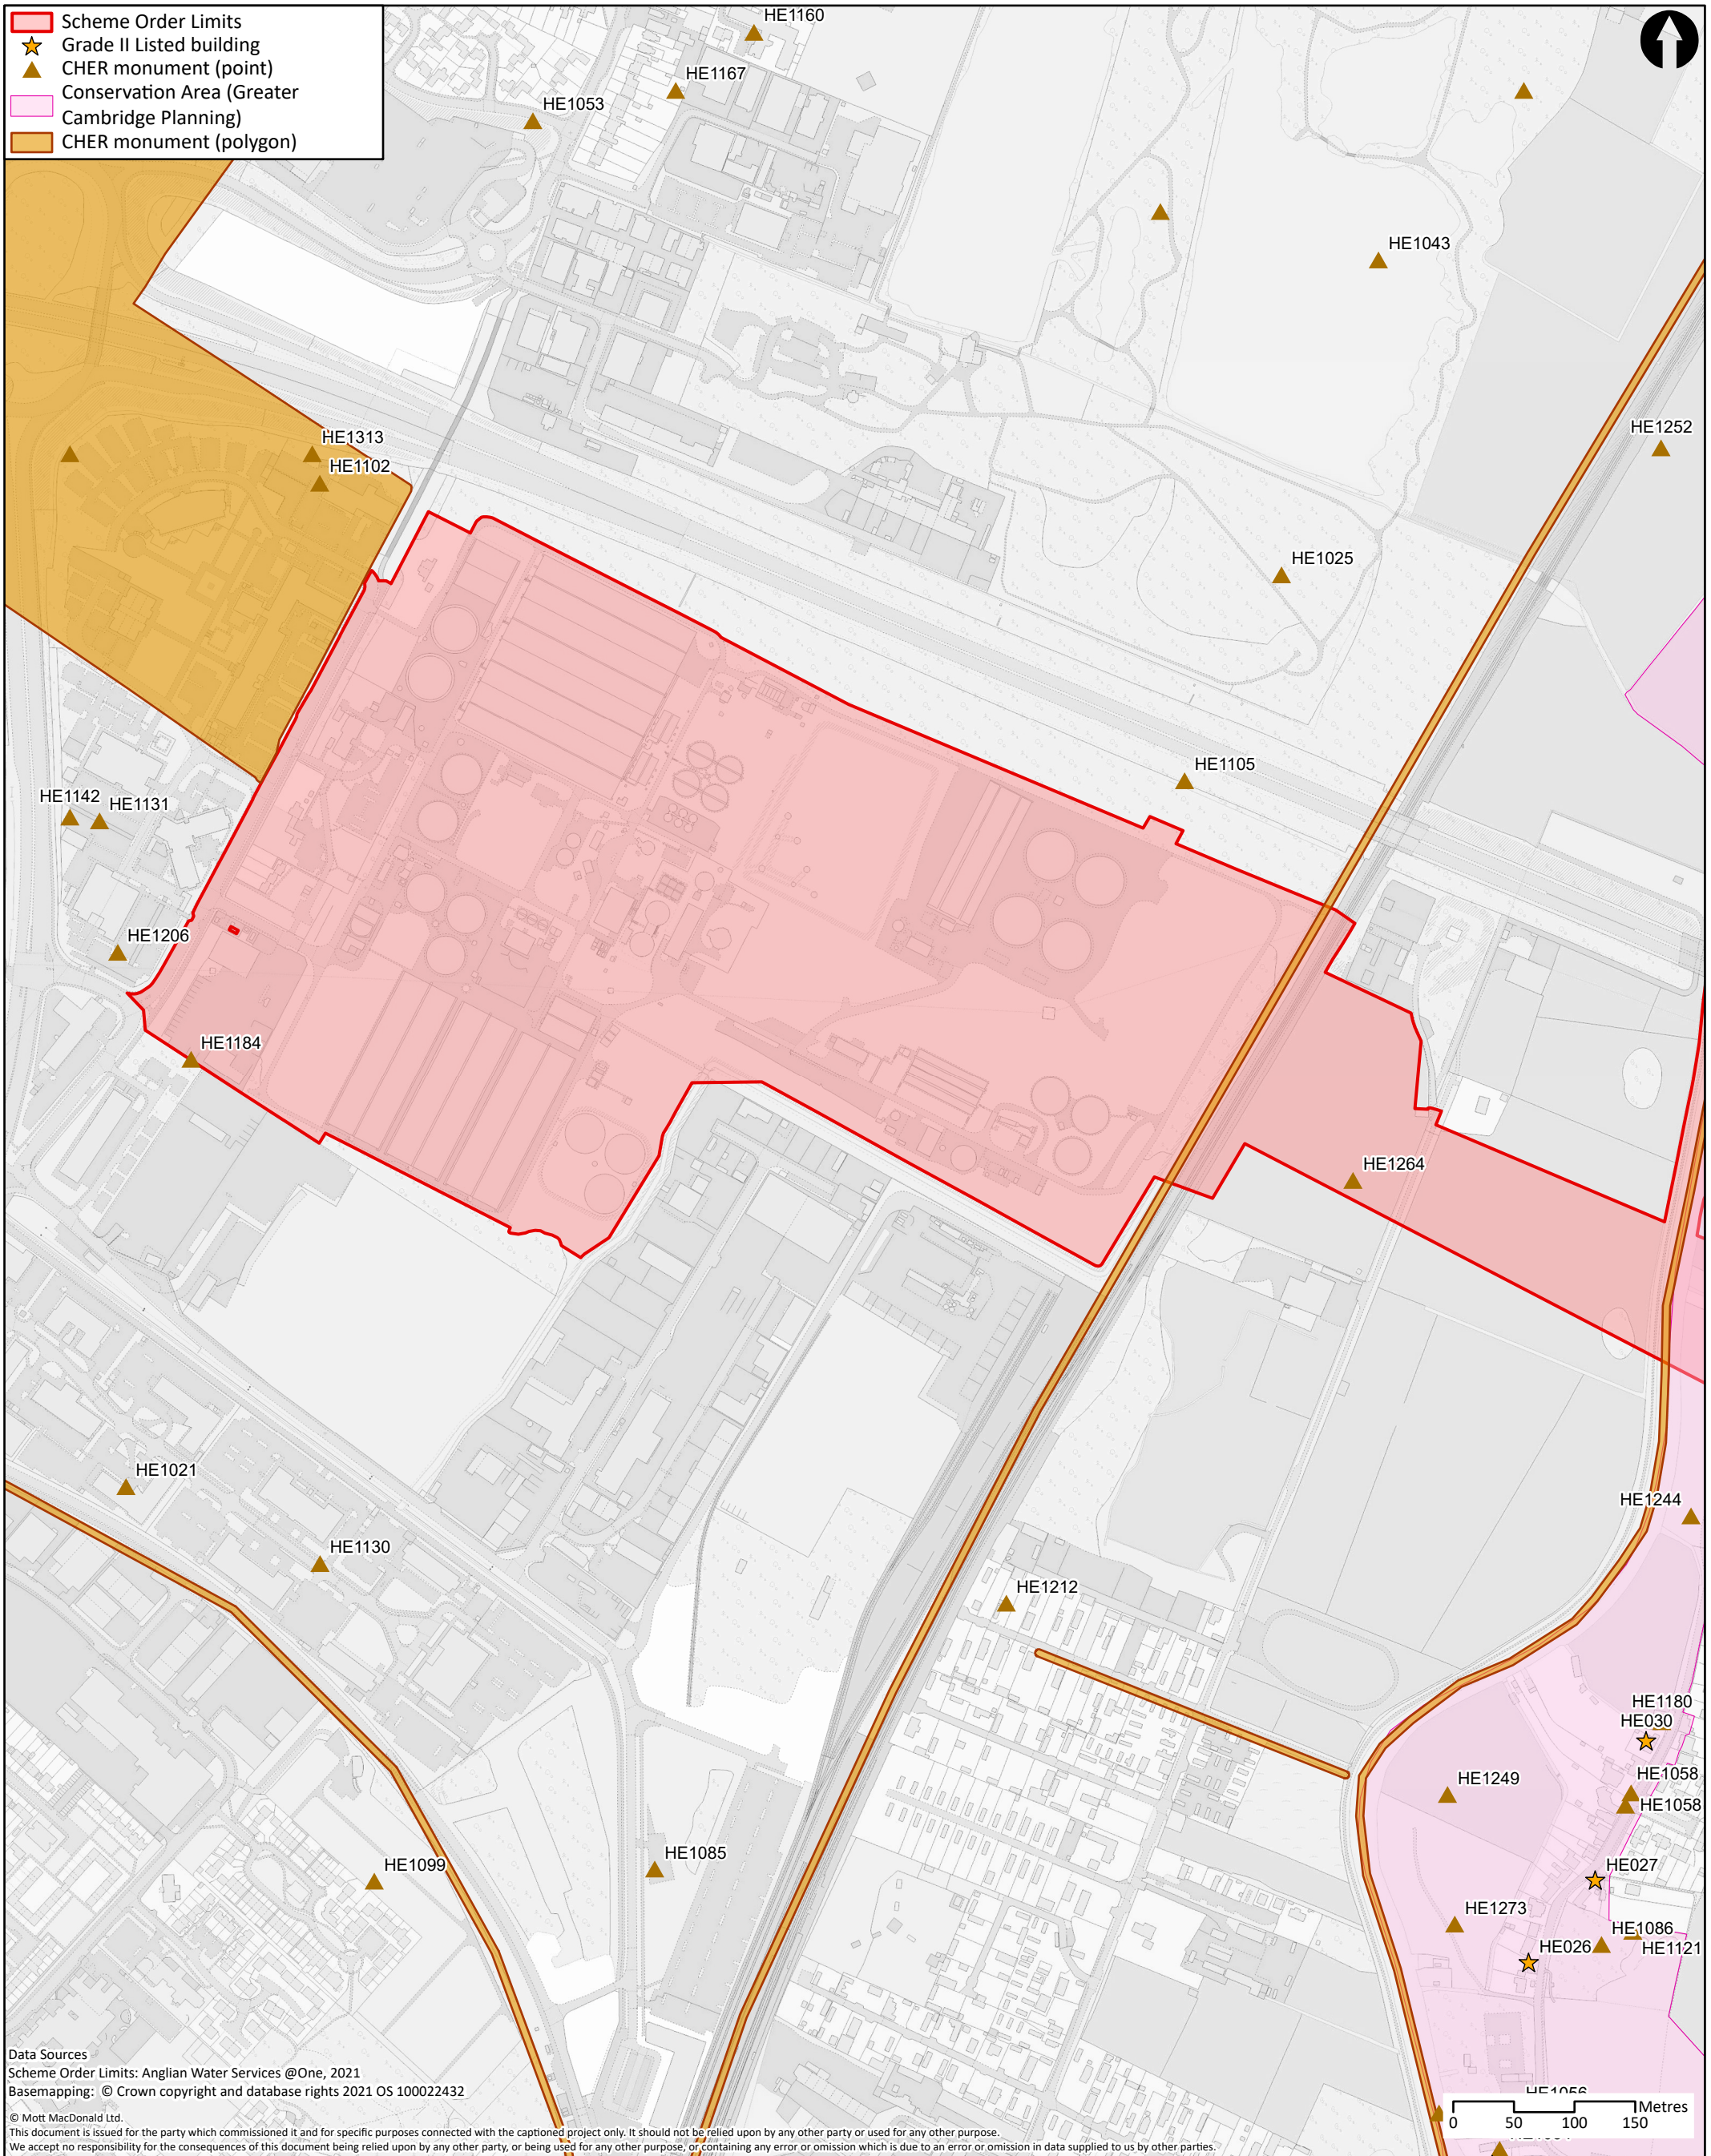 Scheme Order Limits
Grade II Listed building
CHER monument (point)
Conservation Area (Greater
Cambridge Planning)
CHER monument (polygon)
HE1160
HE1167
HE1053
HE1043
HE1252
HE1313
HE1102
HE1025
HE1105
HE1142
HE1131
HE1206
HE1184
HE1264
HE1021
HE1244
HE1130
HE1212
HE1180
HE030
HE1249
HE1058
HE1058
HE1085
HE1099
HE027
HE1273
HE1086
HE026
HE1121
HE1056
Metres
0 50 100 150
Data Sources
Scheme Order Limits: Anglian Water Services @One, 2021
Basemapping: © Crown copyright and database rights 2021 OS 100022432
© Mott MacDonald Ltd.
This document is issued for the party which commissioned it and for specific purposes connected with the captioned project only. It should not be relied upon by any other party or used for any other purpose.
We accept no responsibility for the consequences of this document being relied upon by any other party, or being used for any other purpose, or containing any error or omission which is due to an error or omission in data supplied to us by other parties.